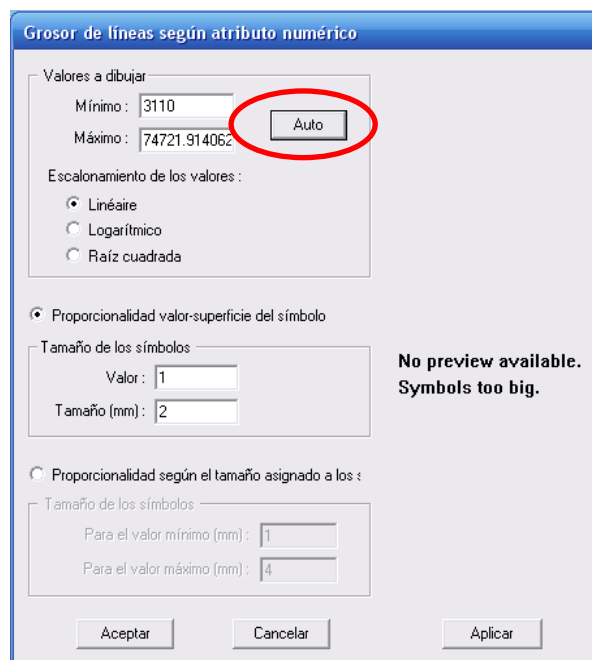 Grosor de líneas según atributo numérico
Valores a dibujar
Mínimo : 3110
Auto
Máximo : 74721.914062
Escalonamiento de los valores :
Linéaire
Logarítmico
Raíz cuadrada
Proporcionalidad valor-superficie del símbolo
Tamaño de los símbolos
Valor : 1
Tamaño (mm) : 2
No preview available.
Symbols too big.
Proporcionalidad según el tamaño asignado a los s
Tamaño de los símbolos
Para el valor mínimo (mm) : 1
Para el valor máximo (mm) : 4
Aceptar Cancelar Aplicar